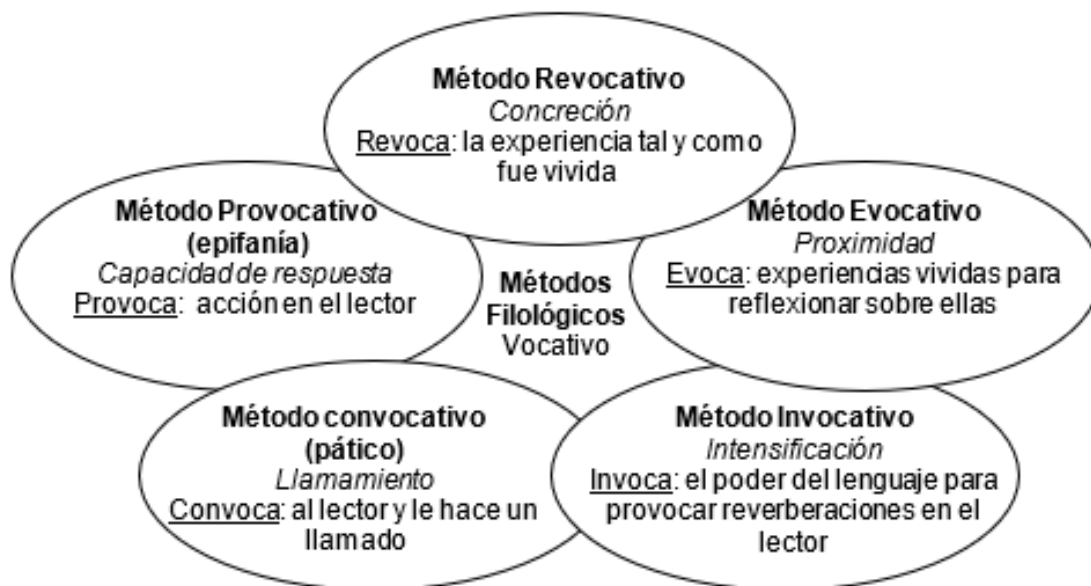 Método Revocativo
Concreción
Revoca: la experiencia tal y como
fue vivida
Método Provocativo
(epifanía)
Capacidad de respuesta
Provoca: acción en el lector
Método Evocativo
Proximidad
Evoca: experiencias vividas para
reflexionar sobre ellas
Métodos
Filológicos
Vocativo
Método convocativo
(pático)
Llamamiento
Convoca: al lector y le hace un
llamado
Método Invocativo
Intensificación
Invoca: el poder del lenguaje para
provocar reverberaciones en el
lector